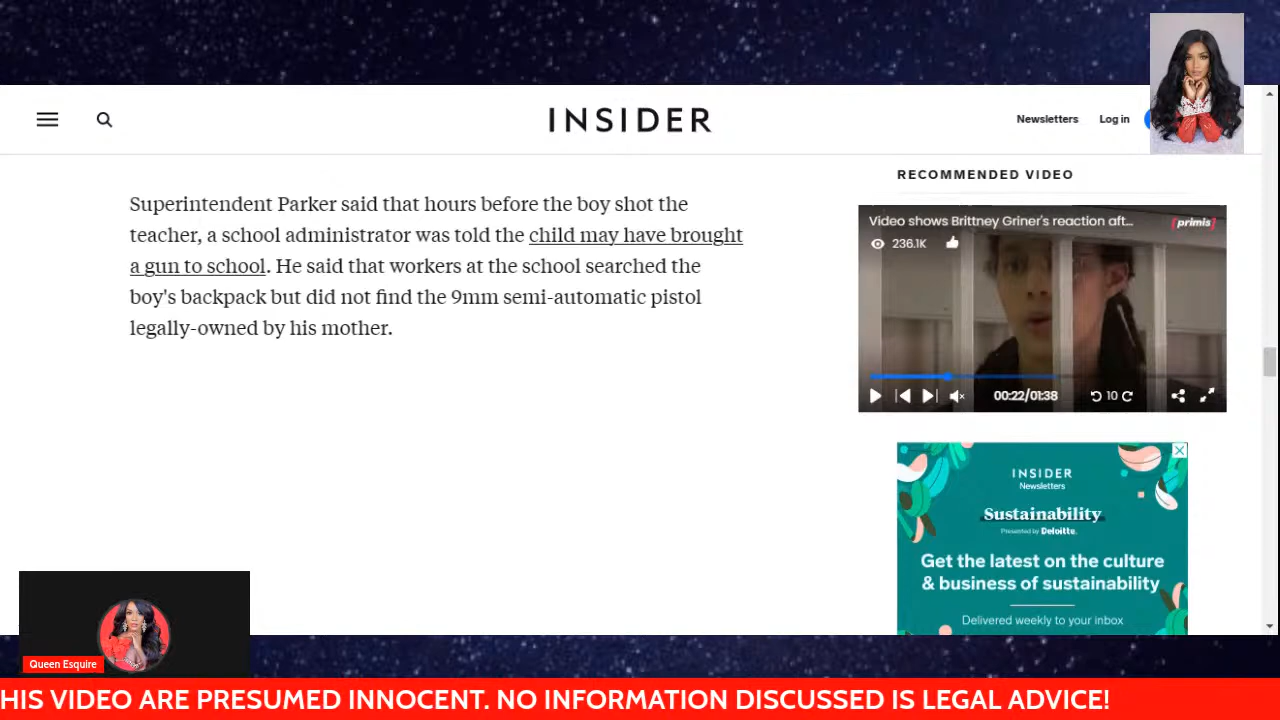 INSIDER
Newsletters
Log in
Superintendent Parker said that hours before the boy shot the
teacher, a school administrator was told the child may have brought
a gun to school. He said that workers at the school searched the
boy's backpack but did not find the 9mm semi-automatic pistol
legally-owned by his mother.
RECOMMENDED VIDEO
Video shows Brittney Griner's reaction aft...
primis
236.1K
00:22/01:38
10
INSIDER
Newsletters
Sustainability
Presented by Deloitte.
Get the latest on the culture
& business of sustainability
Delivered weekly to your inbox
Queen Esquire
HIS VIDEO ARE PRESUMED INNOCENT. NO INFORMATION DISCUSSED IS LEGAL ADVICE!